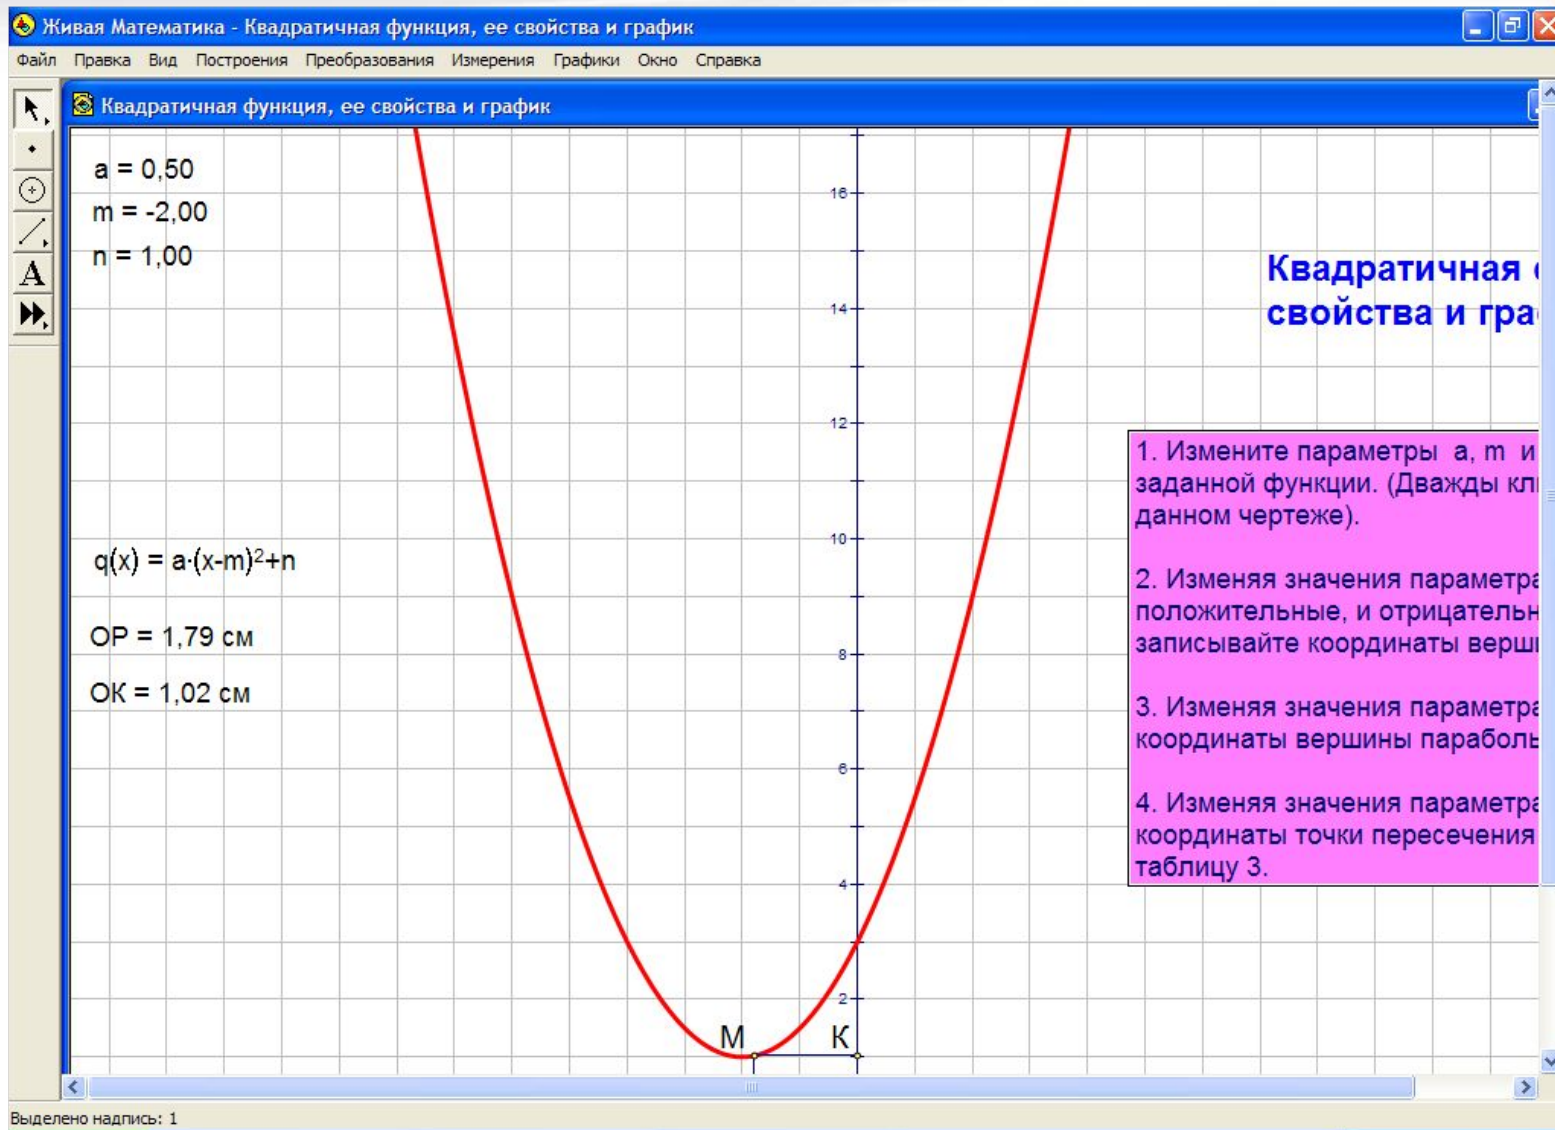 Живая Математика - Квадратичная функция, ее свойства и график
Файл Правка Вид Построения Преобразования Измерения Графики Окно Справка
Квадратичная функция, ее свойства и график
a = 0,50
m = -2,00
n = 1,00
q(x) = a·(x-m)²+n
OP = 1,79 см
OK = 1,02 см
16
14
12
10
8
6
4
2
М К
Квадратичная
свойства и гра
1. Измените параметры a, m и
заданной функции. (Дважды кл
данном чертеже).
2. Изменяя значения параметра
положительные, и отрицательн
записывайте координаты верш
3. Изменяя значения параметра
координаты вершины парабол
4. Изменяя значения параметра
координаты точки пересечения
таблицу 3.
A
Выделено надпись: 1